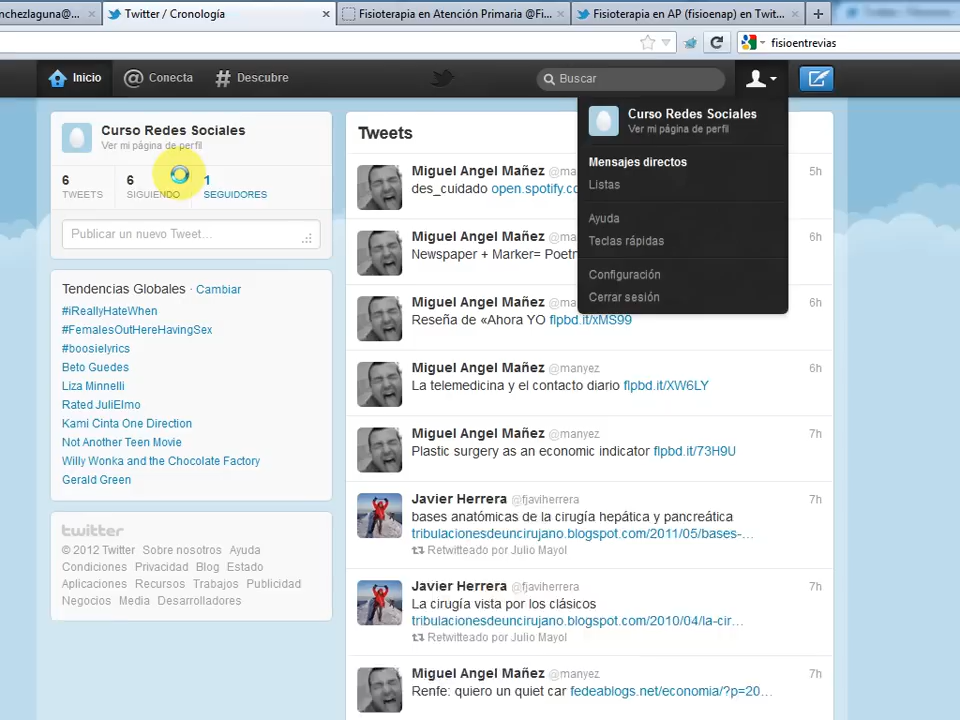 nchezlaguna@...
Twitter / Cronología
Fisioterapia en Atención Primaria @Fi...
Fisioterapia en AP (fisioenap) en Twit...
fisioentrevias
Inicio
Conecta
Descubre
Buscar
Curso Redes Sociales
Ver mi página de perfil
6
TWEETS
6
SIGUIENDO
1
SEGUIDORES
Publicar un nuevo Tweet...
Tendencias Globales · Cambiar
#iReallyHateWhen
#FemalesOutHereHavingSex
#boosielyrics
Beto Guedes
Liza Minnelli
Rated JuliElmo
Kami Cinta One Direction
Not Another Teen Movie
Willy Wonka and the Chocolate Factory
Gerald Green
twitter
© 2012 Twitter Sobre nosotros Ayuda
Condiciones Privacidad Blog Estado
Aplicaciones Recursos Trabajos Publicidad
Negocios Media Desarrolladores
Tweets
Miguel Angel Mañez @ma
5h
des_cuidado open.spotify.co
Miguel Angel Mañez @ma
6h
Newspaper + Marker= Poetr
Miguel Angel Mañez @ma
6h
Reseña de «Ahora YO flpbd.it/xMS99
Miguel Angel Mañez @manyez
6h
La telemedicina y el contacto diario flpbd.it/XW6LY
Miguel Angel Mañez @manyez
7h
Plastic surgery as an economic indicator flpbd.it/73H9U
Javier Herrera @fjaviherrera
7h
bases anatómicas de la cirugía hepática y pancreática
tribulacionesdeuncirujano.blogspot.com/2011/05/bases-...
Retwitteado por Julio Mayol
Javier Herrera @fjaviherrera
7h
La cirugía vista por los clásicos
tribulacionesdeuncirujano.blogspot.com/2010/04/la-cir...
Retwitteado por Julio Mayol
Miguel Angel Mañez @manyez
7h
Renfe: quiero un quiet car fedeablogs.net/economia/?p=20...
Curso Redes Sociales
Ver mi página de perfil
Mensajes directos
Listas
Ayuda
Teclas rápidas
Configuración
Cerrar sesión